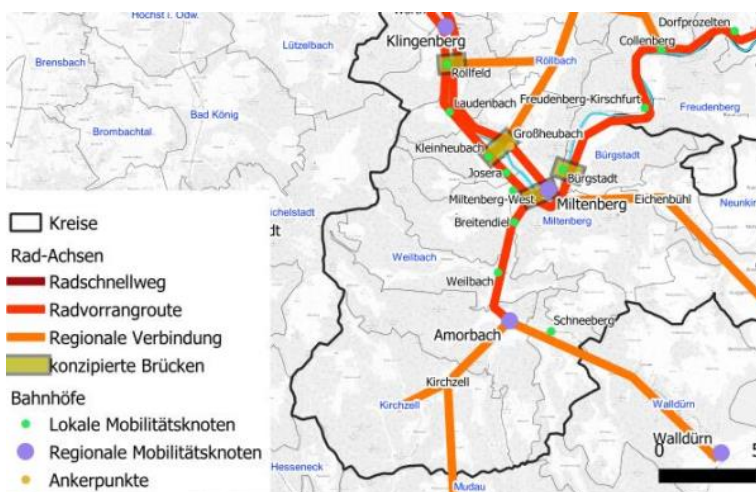 Höchst i. Odw.
Lützelbach
Klingenberg
Dorfprozelten
Collenberg
Brensbach
Röllfeld
Röllbach
Bad König
Laudenbach
Freudenberg-Kirschfurt
Freudenberg
Brombachtal
Großheubach
Kleinheubach
Bürgstadt
Josera
Bürgstadt
Miltenberg-West
Miltenberg
Eichenbühl
Breitendiel
Miltenberg
Weilbach
Weilbach
Schneeberg
Amorbach
Kirchzell
Kirchzell
Walldürn
Walldürn
Hesseneck
Mudau
Kreise
Rad-Achsen
Radschnellweg
Radvorrangroute
Regionale Verbindung
konzipierte Brücken
Bahnhöfe
Lokale Mobilitätsknoten
Regionale Mobilitätsknoten
Ankerpunkte
0
5